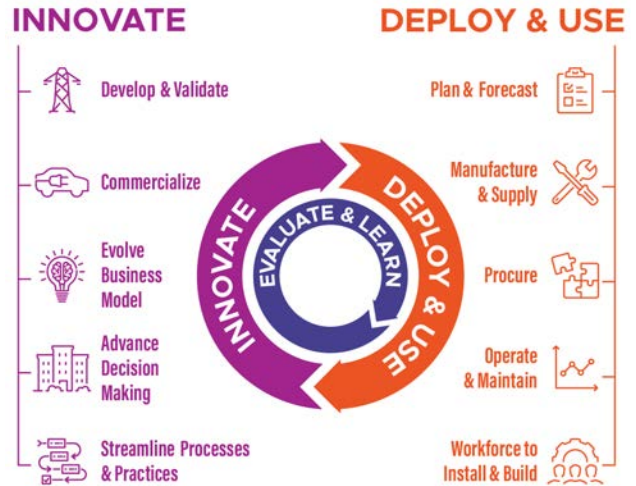 INNOVATE
Develop & Validate
Commercialize
Evolve
Business
Model
Advance
Decision
Making
Streamline Processes
& Practices
INNOVATE
EVALUATE & LEARN
DEPLOY & USE
DEPLOY & USE
Plan & Forecast
Manufacture
& Supply
Procure
Operate
& Maintain
Workforce to
Install & Build